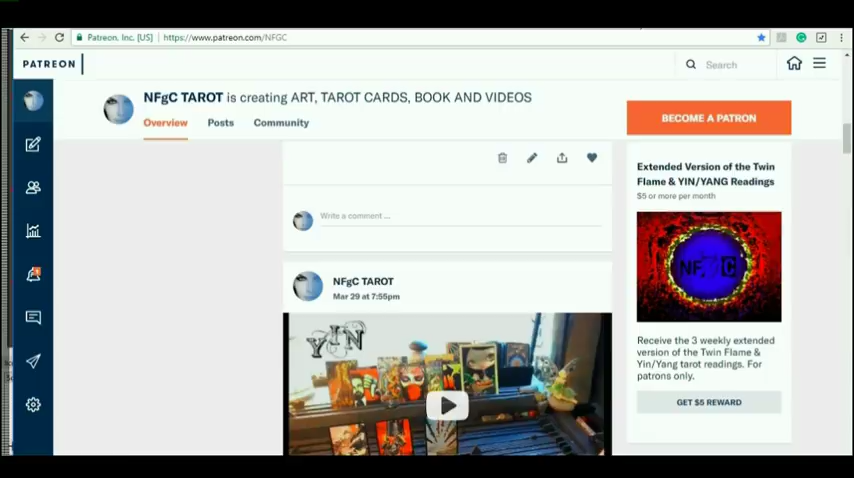 Patreon, Inc. [US]
https://www.patreon.com/NFGC
PATREON
Search
NFgC TAROT is creating ART, TAROT CARDS, BOOK AND VIDEOS
Overview
Posts
Community
BECOME A PATRON
Write a comment ...
NFgC TAROT
Mar 29 at 7:55pm
YIN
Extended Version of the Twin
Flame & YIN/YANG Readings
$5 or more per month
NFgC
Receive the 3 weekly extended
version of the Twin Flame &
Yin/Yang tarot readings. For
patrons only.
GET $5 REWARD